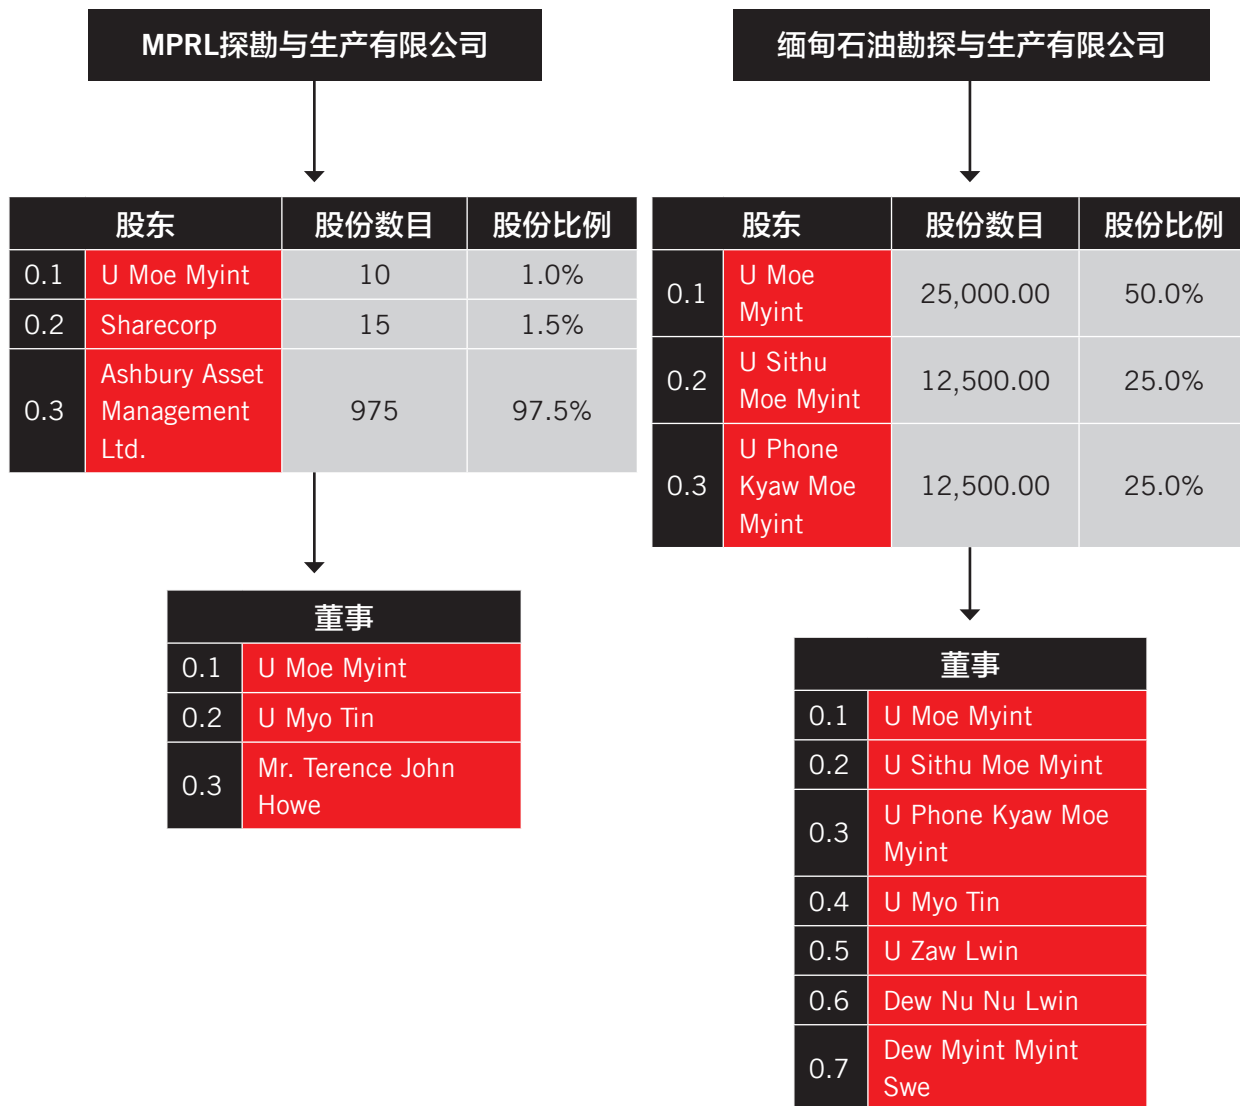 MPRL探勘与生产有限公司
股东 股份数目 股份比例
0.1 U Moe Myint 10 1.0%
0.2 Sharecorp 15 1.5%
0.3 Ashbury Asset
Management
Ltd. 975 97.5%
董事
0.1 U Moe Myint
0.2 U Myo Tin
0.3 Mr. Terence John
Howe
缅甸石油勘探与生产有限公司
股东 股份数目 股份比例
0.1 U Moe
Myint 25,000.00 50.0%
0.2 U Sithu
Moe Myint 12,500.00 25.0%
0.3 U Phone
Kyaw Moe
Myint 12,500.00 25.0%
董事
0.1 U Moe Myint
0.2 U Sithu Moe Myint
0.3 U Phone Kyaw Moe
Myint
0.4 U Myo Tin
0.5 U Zaw Lwin
0.6 Dew Nu Nu Lwin
0.7 Dew Myint Myint
Swe